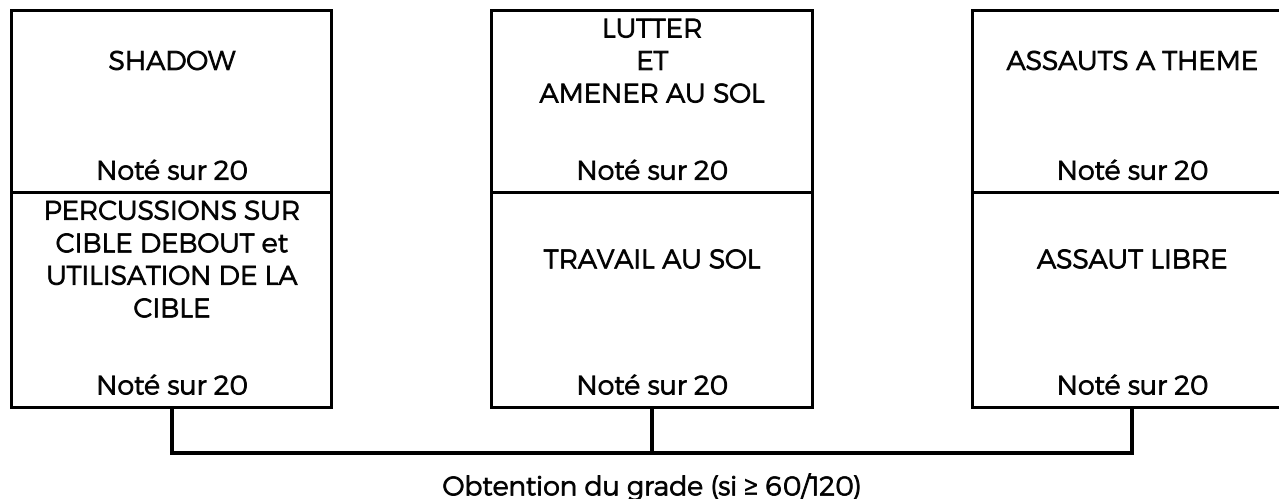 SHADOW
Noté sur 20
PERCUSSIONS SUR
CIBLE DEBOUT et
UTILISATION DE LA
CIBLE
Noté sur 20
LUTTER
ET
AMENER AU SOL
Noté sur 20
TRAVAIL AU SOL
Noté sur 20
ASSAUTS A THEME
Noté sur 20
ASSAUT LIBRE
Noté sur 20
Obtention du grade (si ≥ 60/120)